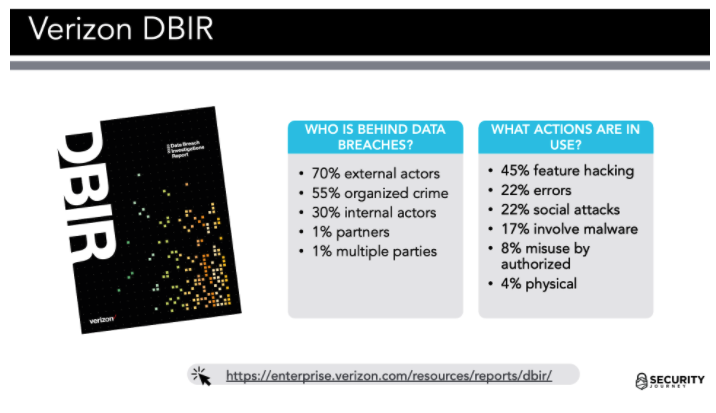 Verizon DBIR
DBIR
Data Breach
Investigations
Report
verizon
WHO IS BEHIND DATA
BREACHES?
• 70% external actors
• 55% organized crime
• 30% internal actors
• 1% partners
• 1% multiple parties
WHAT ACTIONS ARE IN
USE?
• 45% feature hacking
• 22% errors
• 22% social attacks
• 17% involve malware
• 8% misuse by
authorized
• 4% physical
https://enterprise.verizon.com/resources/reports/dbir/
SECURITY
JOURNEY